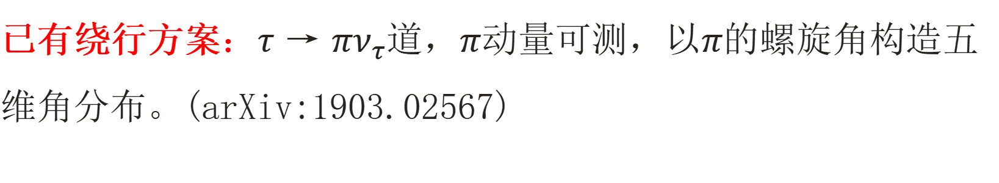 已有绕行方案：τ → πν_τ道，π动量可测，以π的螺旋角构造五
维角分布。(arXiv:1903.02567)